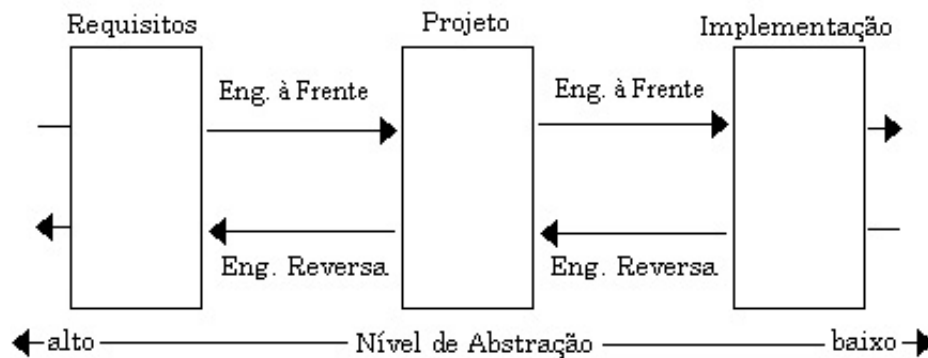 Requisitos
Projeto
Implementação
Eng. à Frente
Eng. à Frente
Eng. Reversa
Eng. Reversa
alto
Nível de Abstração
baixo